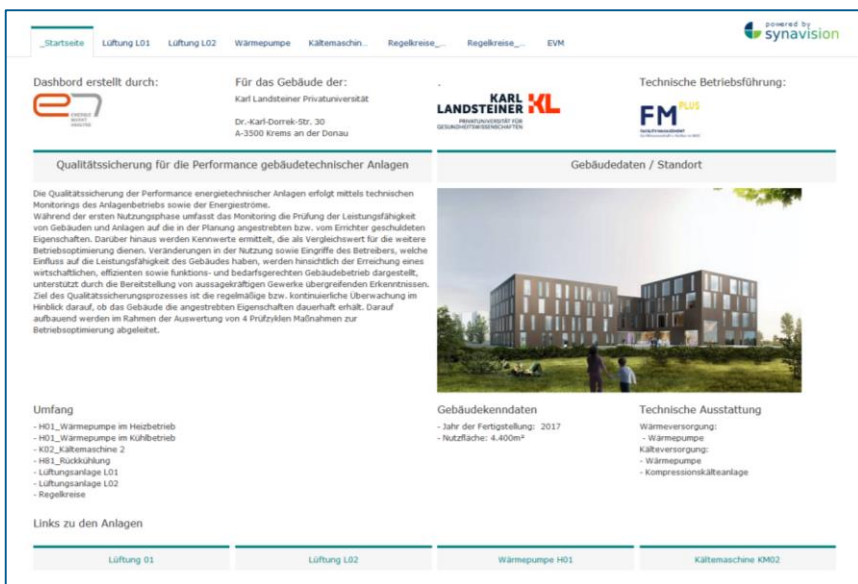 powered by
synavision
_Startseite
Lüftung L01
Lüftung L02
Wärmepumpe
Kältemaschin...
Regelkreise_...
Regelkreise_...
EVM
Dashbord erstellt durch:
Für das Gebäude der:
.
Technische Betriebsführung:
e7
ENERGIE
MARKT
ANALYSE
Karl Landsteiner Privatuniversität
Dr.-Karl-Dorrek-Str. 30
A-3500 Krems an der Donau
KARL
LANDSTEINER
KL
PRIVATUNIVERSITÄT FÜR
GESUNDHEITSWISSENSCHAFTEN
FM PLUS
FACILITY MANAGEMENT
Qualitätssicherung für die Performance gebäudetechnischer Anlagen
Gebäudedaten / Standort
Die Qualitätssicherung der Performance energietechnischer Anlagen erfolgt mittels technischen
Monitorings des Anlagenbetriebs sowie der Energieströme.
Während der ersten Nutzungsphase umfasst das Monitoring die Prüfung der Leistungsfähigkeit
von Gebäuden und Anlagen auf die in der Planung angestrebten bzw. vom Errichter geschuldeten
Eigenschaften. Darüber hinaus werden Kennwerte ermittelt, die als Vergleichswert für die weitere
Betriebsoptimierung dienen. Veränderungen in der Nutzung sowie Eingriffe des Betreibers, welche
Einfluss auf die Leistungsfähigkeit des Gebäudes haben, werden hinsichtlich der Erreichung eines
wirtschaftlichen, effizienten sowie funktions- und bedarfsgerechten Gebäudebetrieb dargestellt,
unterstützt durch die Bereitstellung von aussagekräftigen Gewerke übergreifenden Erkenntnissen.
Ziel des Qualitätssicherungsprozesses ist die regelmäßige bzw. kontinuierliche Überwachung im
Hinblick darauf, ob das Gebäude die angestrebten Eigenschaften dauerhaft erhält. Darauf
aufbauend werden im Rahmen der Auswertung von 4 Prüfzyklen Maßnahmen zur
Betriebsoptimierung abgeleitet.
Umfang
- H01_Wärmepumpe im Heizbetrieb
- H01_Wärmepumpe im Kühlbetrieb
- K02_Kältemaschine 2
- H81_Rückkühlung
- Lüftungsanlage L01
- Lüftungsanlage L02
- Regelkreise
Gebäudekenndaten
- Jahr der Fertigstellung: 2017
- Nutzfläche: 4.400m²
Technische Ausstattung
Wärmeversorgung:
- Wärmepumpe
Kälteversorgung:
- Wärmepumpe
- Kompressionskälteanlage
Links zu den Anlagen
Lüftung 01
Lüftung L02
Wärmepumpe H01
Kältemaschine KM02